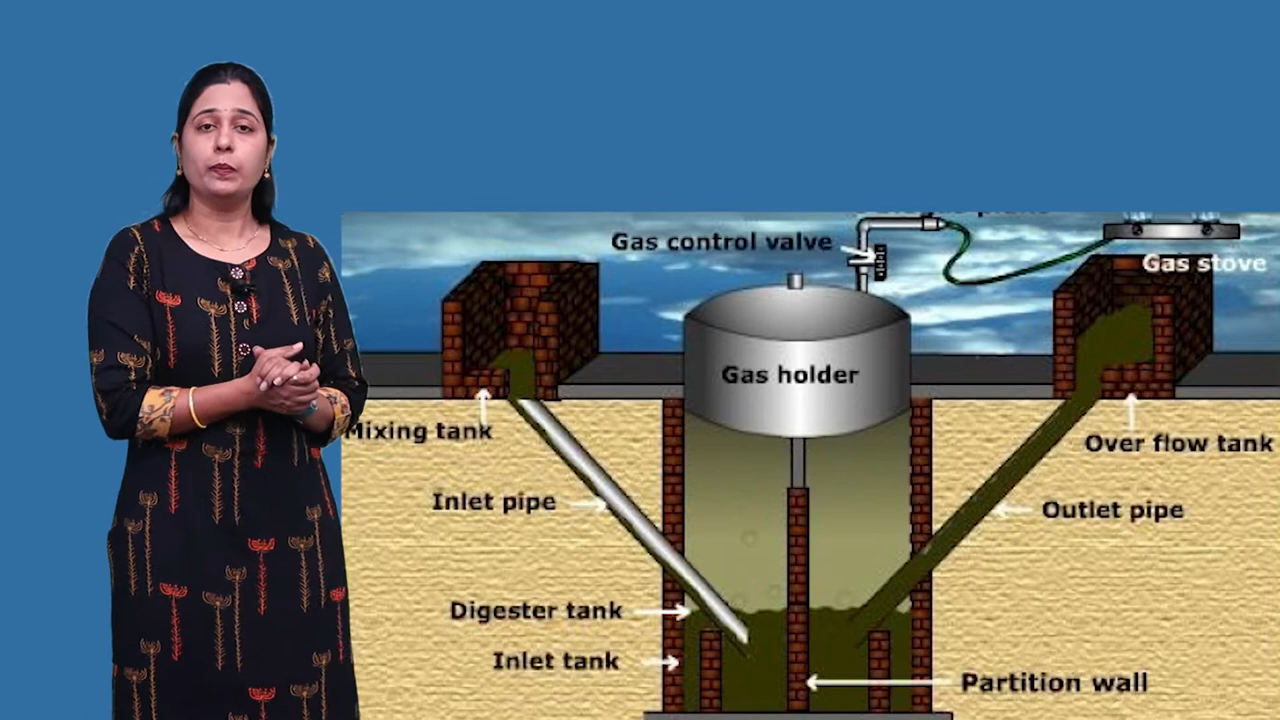 Gas control valve
Gas stove
Gas holder
Mixing tank
Over flow tank
Inlet pipe
Outlet pipe
Digester tank
Inlet tank
Partition wall